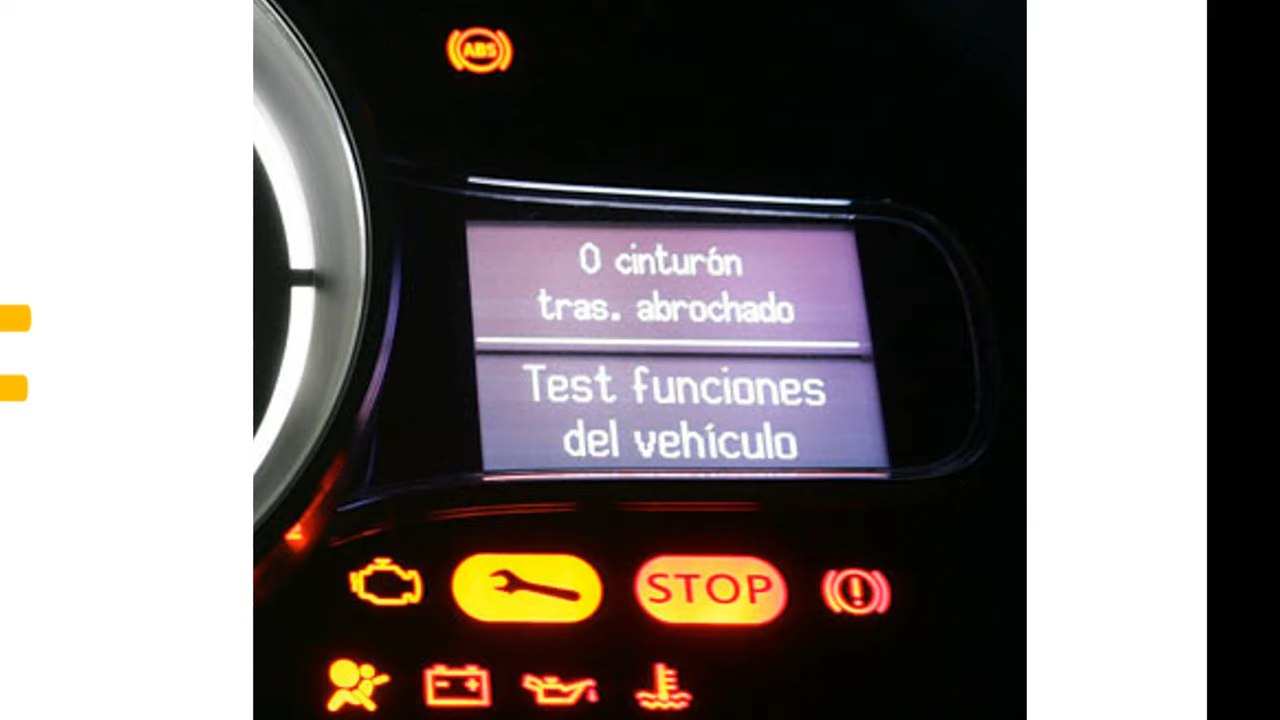 ABS
0 cinturón
tras. abrochado
Test funciones
del vehículo
STOP